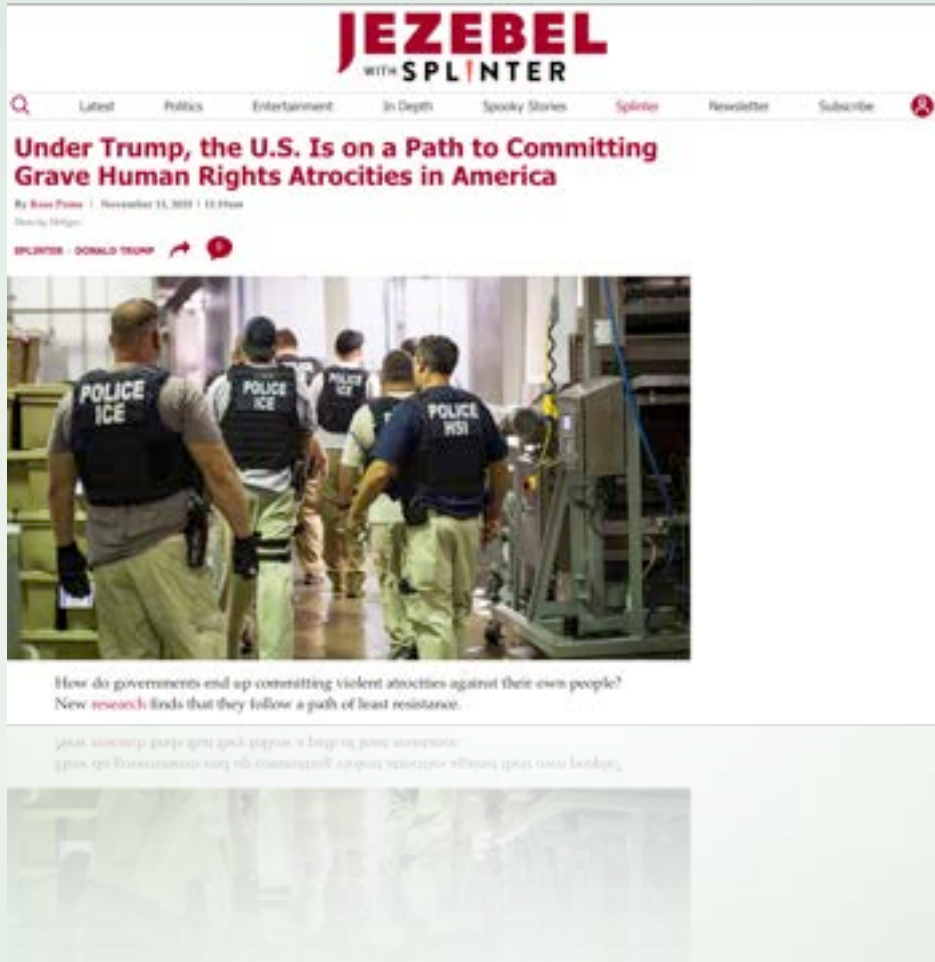 JEZEBEL
WITH SPLINTER
Latest Politics Entertainment In Depth Spooky Stories Splinter Newsletter Subscribe
Under Trump, the U.S. Is on a Path to Committing
Grave Human Rights Atrocities in America
By November
SPLINTER DONALD TRUMP
POLICE
ICE
POLICE
ICE
POLICE
ICE
POLICE
HSI
How do governments end up committing violent atrocities against their own people?
New research finds that they follow a path of least resistance.